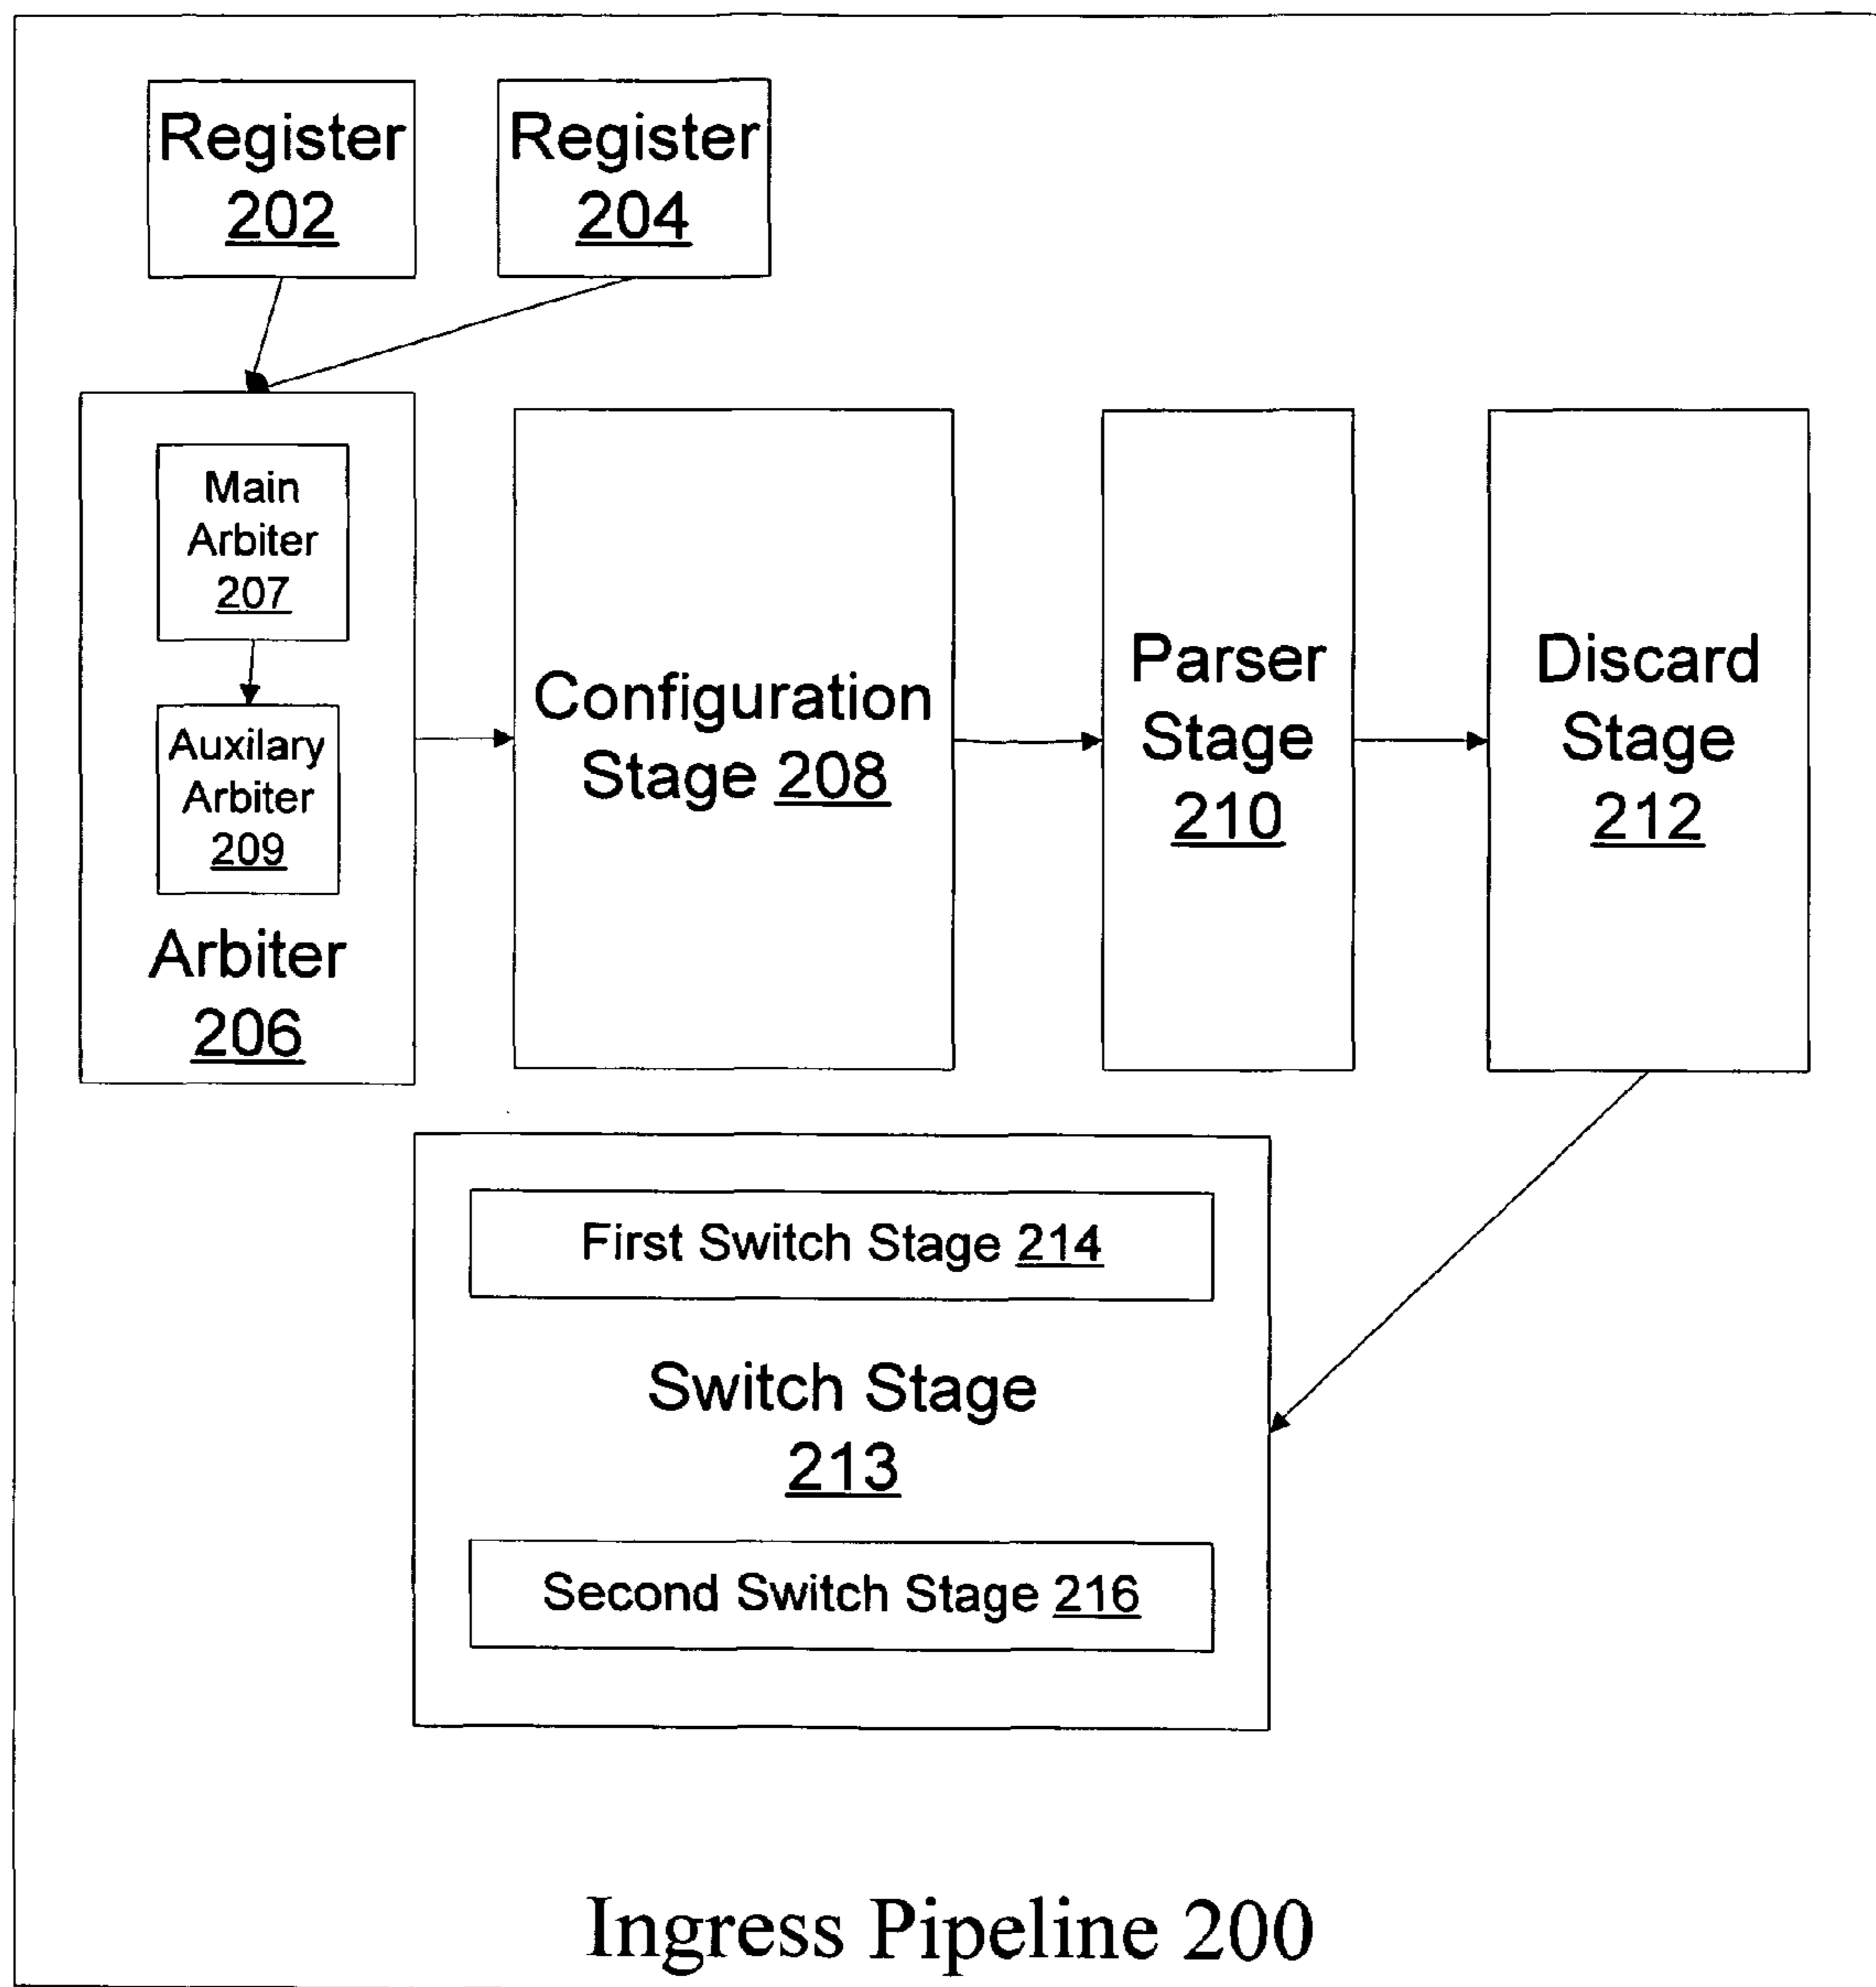 Register
202
Register
204
Main
Arbiter
207
Auxilary
Arbiter
209
Arbiter
206
Configuration
Stage 208
Parser
Stage
210
Discard
Stage
212
First Switch Stage 214
Switch Stage
213
Second Switch Stage 216
Ingress Pipeline 200